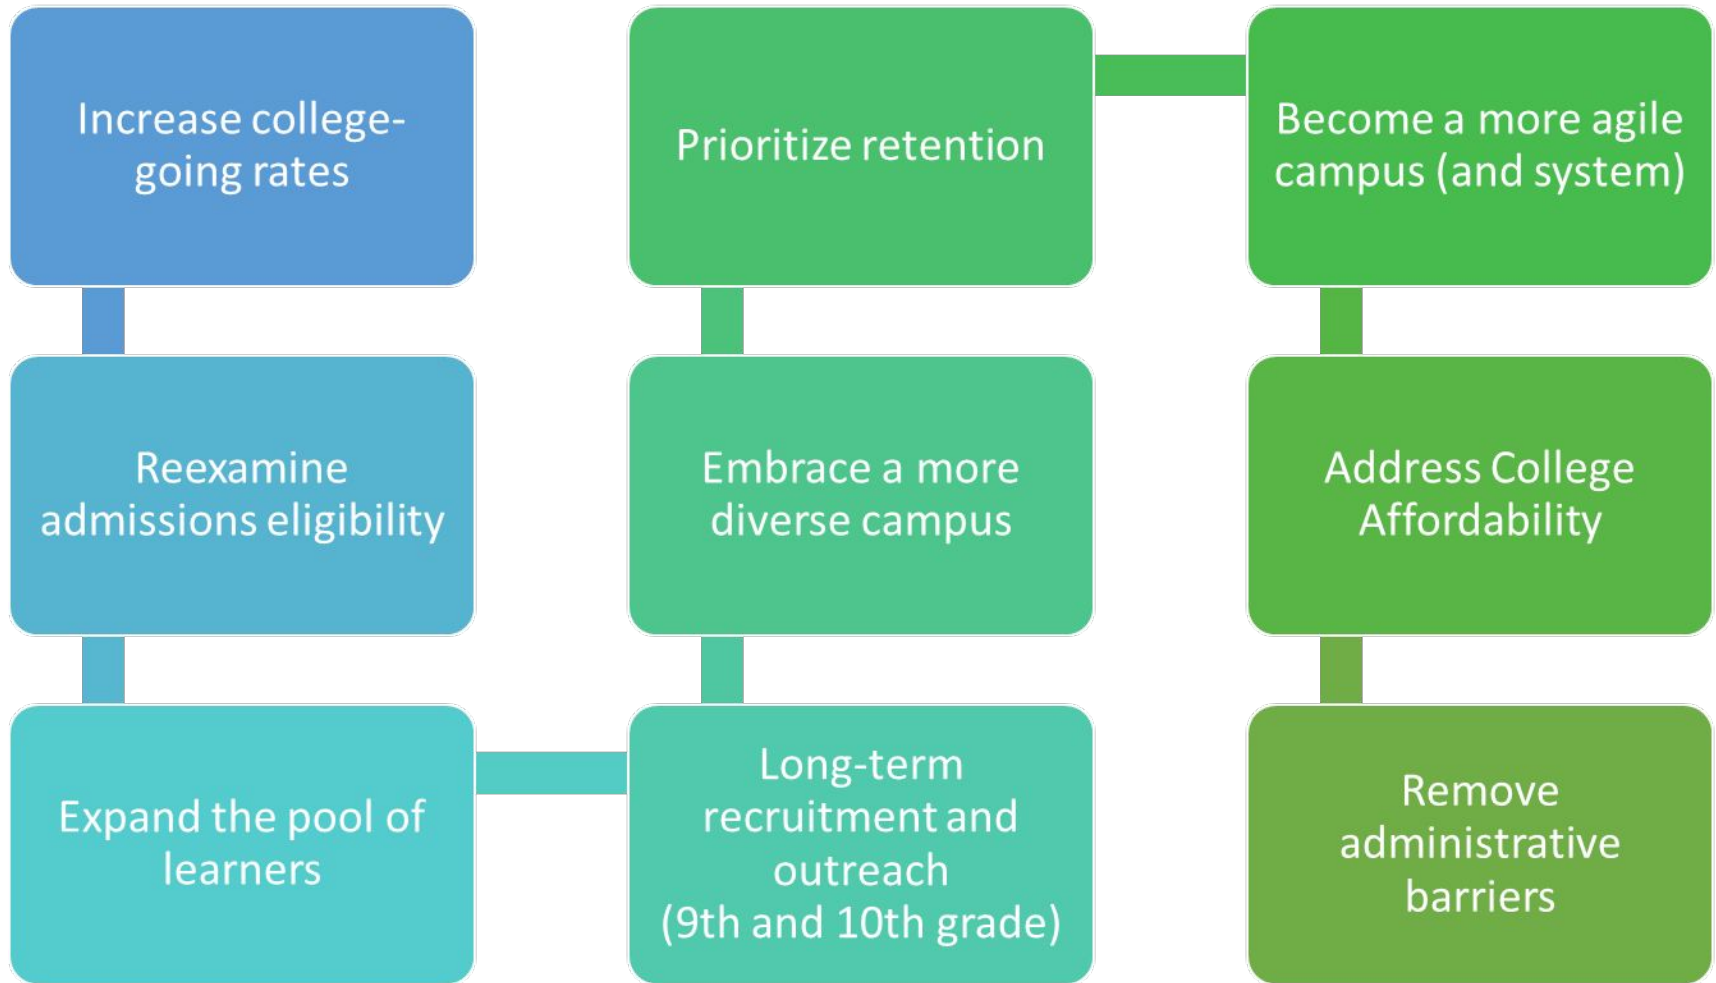 Increase college-
going rates
Reexamine
admissions eligibility
Expand the pool of
learners
Long-term
recruitment and
outreach
(9th and 10th grade)
Embrace a more
diverse campus
Prioritize retention
Become a more agile
campus (and system)
Address College
Affordability
Remove
administrative
barriers